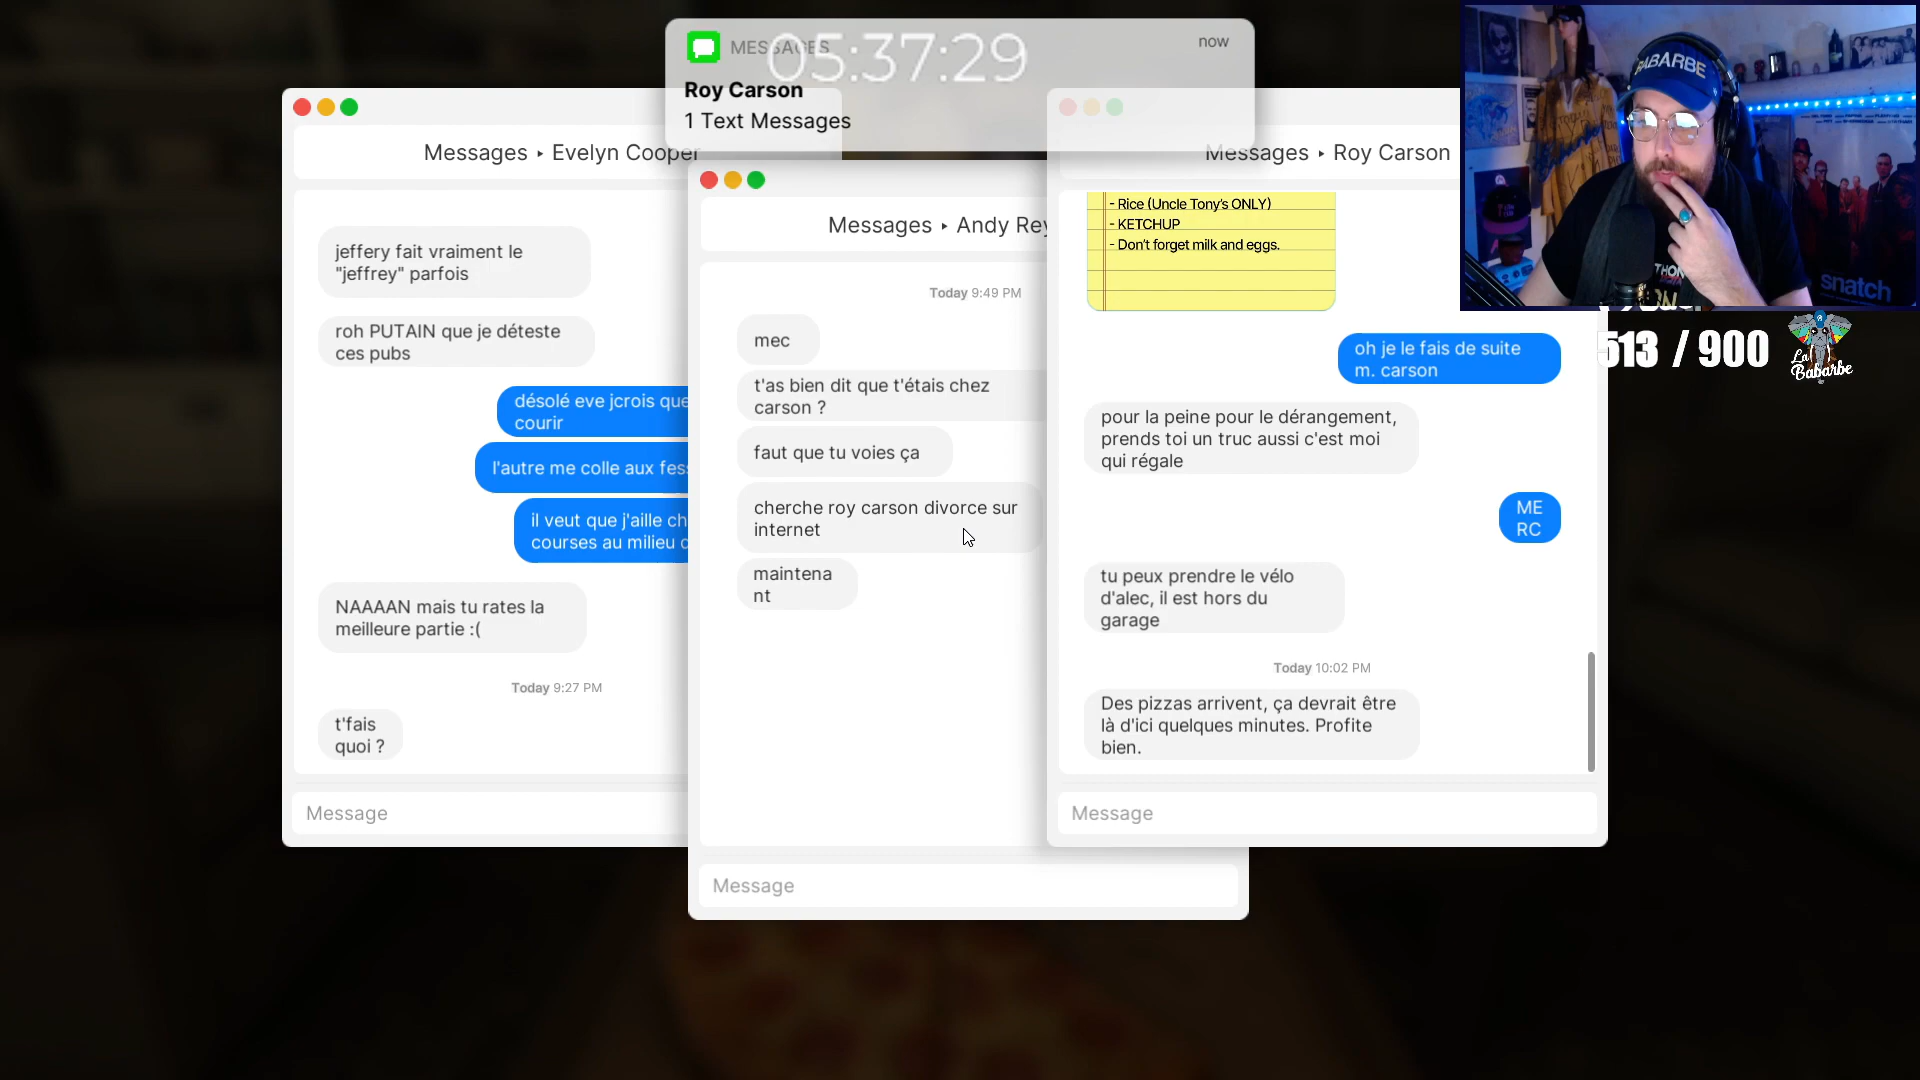 MESSAGES
05:37:29
now
Roy Carson
1 Text Messages
Messages ▸ Evelyn Cooper
jeffery fait vraiment le
"jeffrey" parfois
roh PUTAIN que je déteste
ces pubs
désolé eve jcrois que
courir
l'autre me colle aux fess
il veut que j'aille ch
courses au milieu d
NAAAAN mais tu rates la
meilleure partie :(
Today 9:27 PM
t'fais
quoi ?
Message
Messages ▸ Andy Rey
Today 9:49 PM
mec
t'as bien dit que t'étais chez
carson ?
faut que tu voies ça
cherche roy carson divorce sur
internet
maintena
nt
Message
Messages ▸ Roy Carson
- Rice (Uncle Tony's ONLY)
- KETCHUP
- Don't forget milk and eggs.
oh je le fais de suite
m. carson
pour la peine pour le dérangement,
prends toi un truc aussi c'est moi
qui régale
ME
RC
tu peux prendre le vélo
d'alec, il est hors du
garage
Today 10:02 PM
Des pizzas arrivent, ça devrait être
là d'ici quelques minutes. Profite
bien.
Message
BABARBE
snatch
513 / 900
La
Babarbe